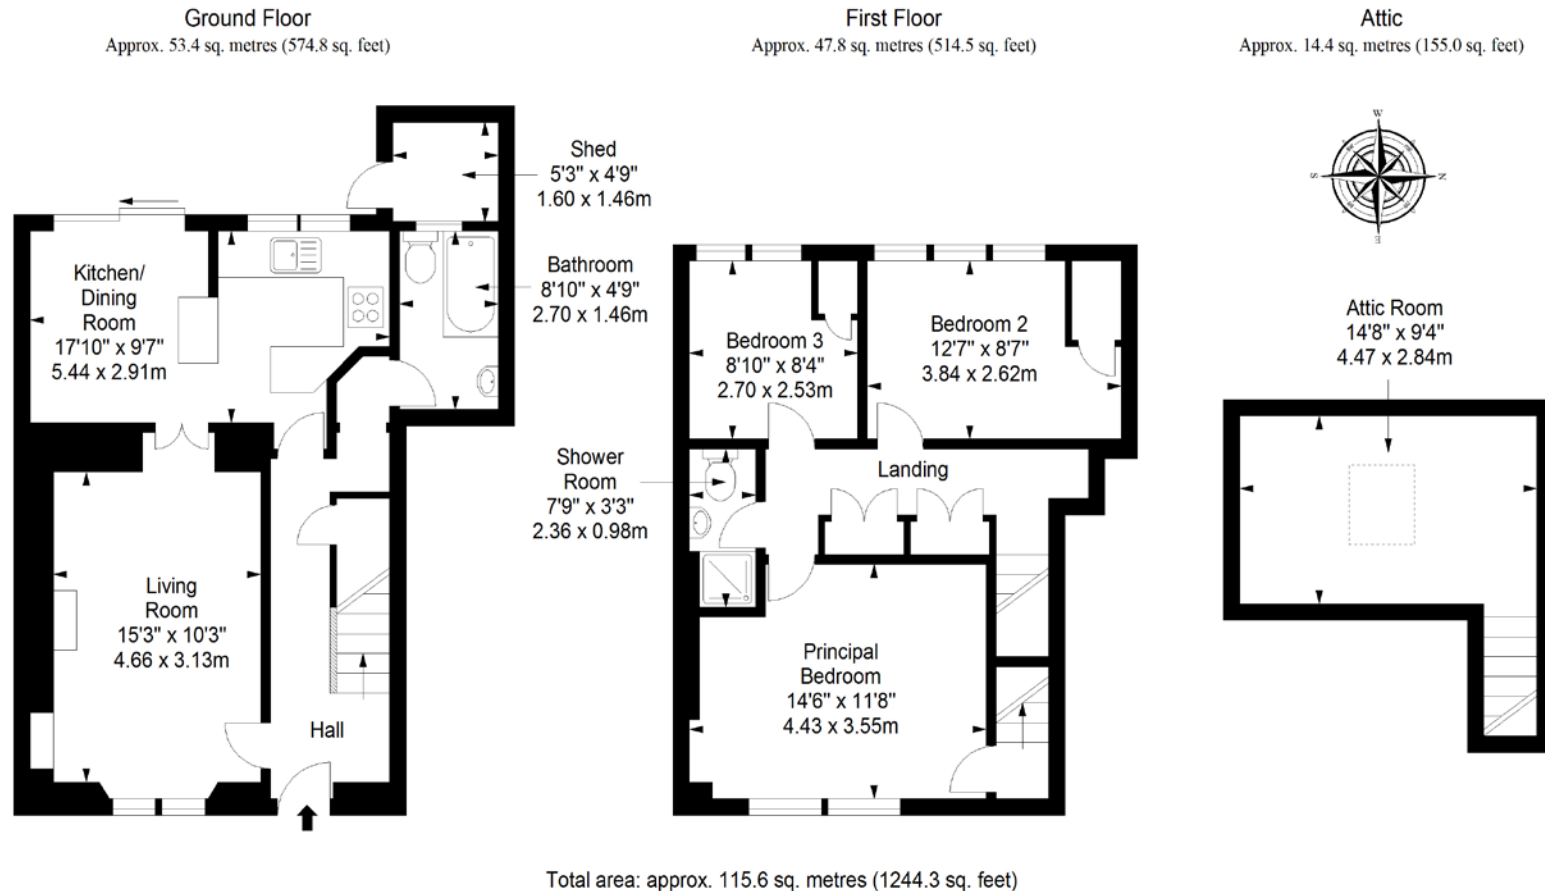 Ground Floor
Approx. 53.4 sq. metres (574.8 sq. feet)
First Floor
Approx. 47.8 sq. metres (514.5 sq. feet)
Attic
Approx. 14.4 sq. metres (155.0 sq. feet)
Shed
5'3" x 4'9"
1.60 x 1.46m
Kitchen/
Dining
Room
17'10" x 9'7"
5.44 x 2.91m
Bathroom
8'10" x 4'9"
2.70 x 1.46m
Living
Room
15'3" x 10'3"
4.66 x 3.13m
Hall
Bedroom 3
8'10" x 8'4"
2.70 x 2.53m
Bedroom 2
12'7" x 8'7"
3.84 x 2.62m
Shower
Room
7'9" x 3'3"
2.36 x 0.98m
Landing
Principal
Bedroom
14'6" x 11'8"
4.43 x 3.55m
W
S
N
E
Attic Room
14'8" x 9'4"
4.47 x 2.84m
Total area: approx. 115.6 sq. metres (1244.3 sq. feet)